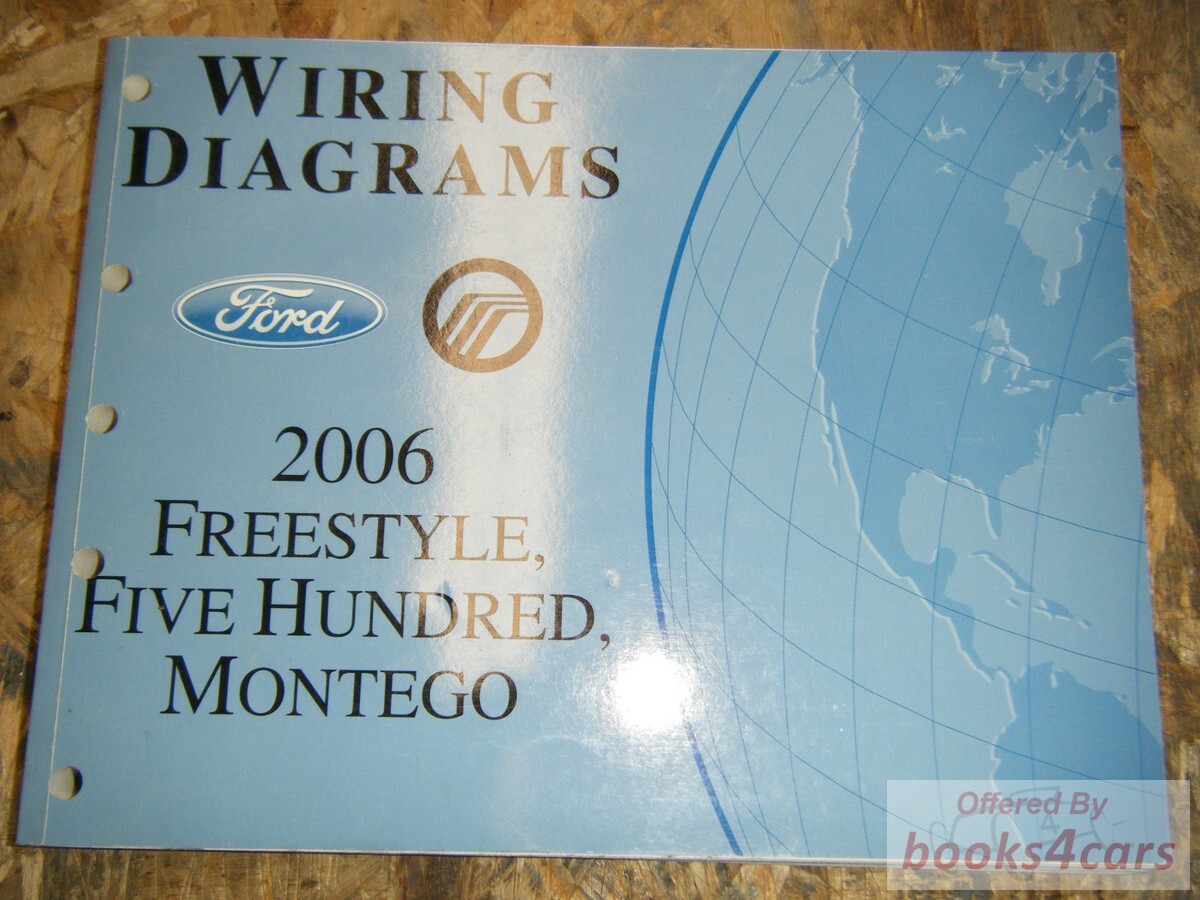 WIRING
DIAGRAMS
Ford
2006
FREESTYLE,
FIVE HUNDRED,
MONTEGO
Offered By
books4cars